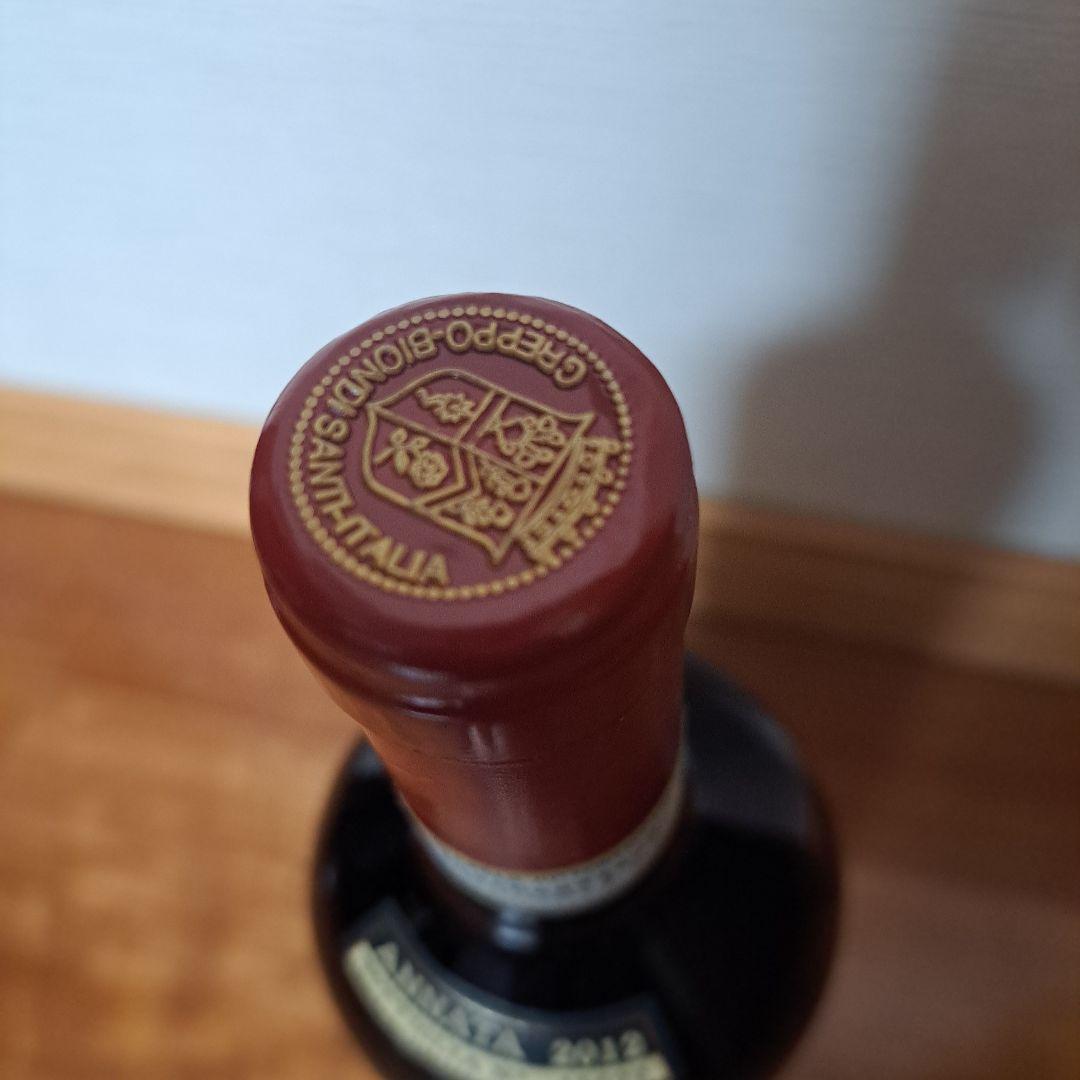 GREPPO-BIONDI SANTI-ITALIA
ANNATA 2012